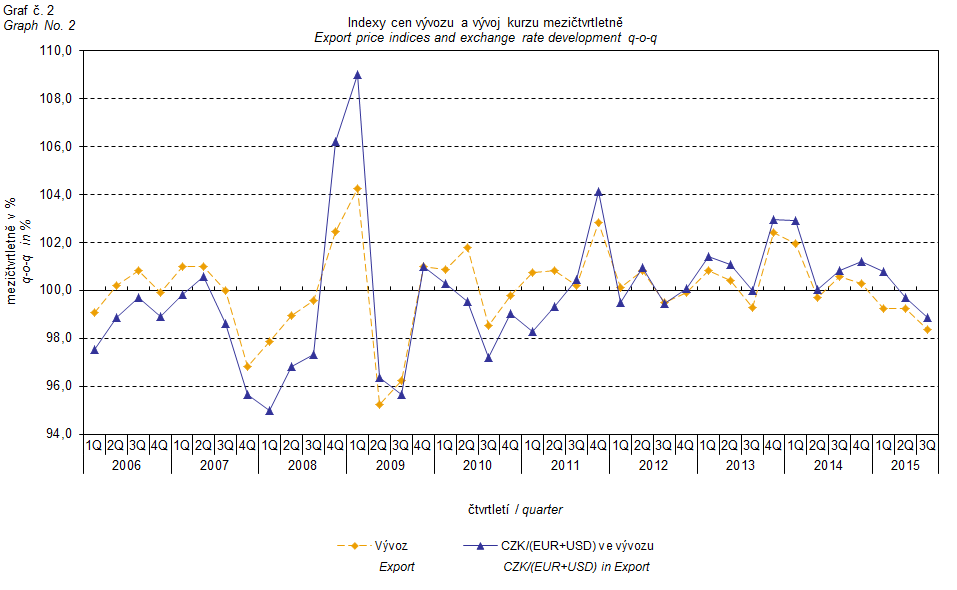 Graf č. 2
Graph No. 2
Indexy cen vývozu a vývoj kurzu mezičtvrtletně
Export price indices and exchange rate development q-o-q
mezičtvrtletně v %
q-o-q in %
110,0
108,0
106,0
104,0
102,0
100,0
98,0
96,0
94,0
1Q 2Q 3Q 4Q 1Q 2Q 3Q 4Q 1Q 2Q 3Q 4Q 1Q 2Q 3Q 4Q 1Q 2Q 3Q 4Q 1Q 2Q 3Q 4Q 1Q 2Q 3Q 4Q 1Q 2Q 3Q 4Q 1Q 2Q 3Q 4Q 1Q 2Q 3Q
2006 2007 2008 2009 2010 2011 2012 2013 2014 2015
čtvrtletí / quarter
Vývoz CZK/(EUR+USD) ve vývozu
Export CZK/(EUR+USD) in Export